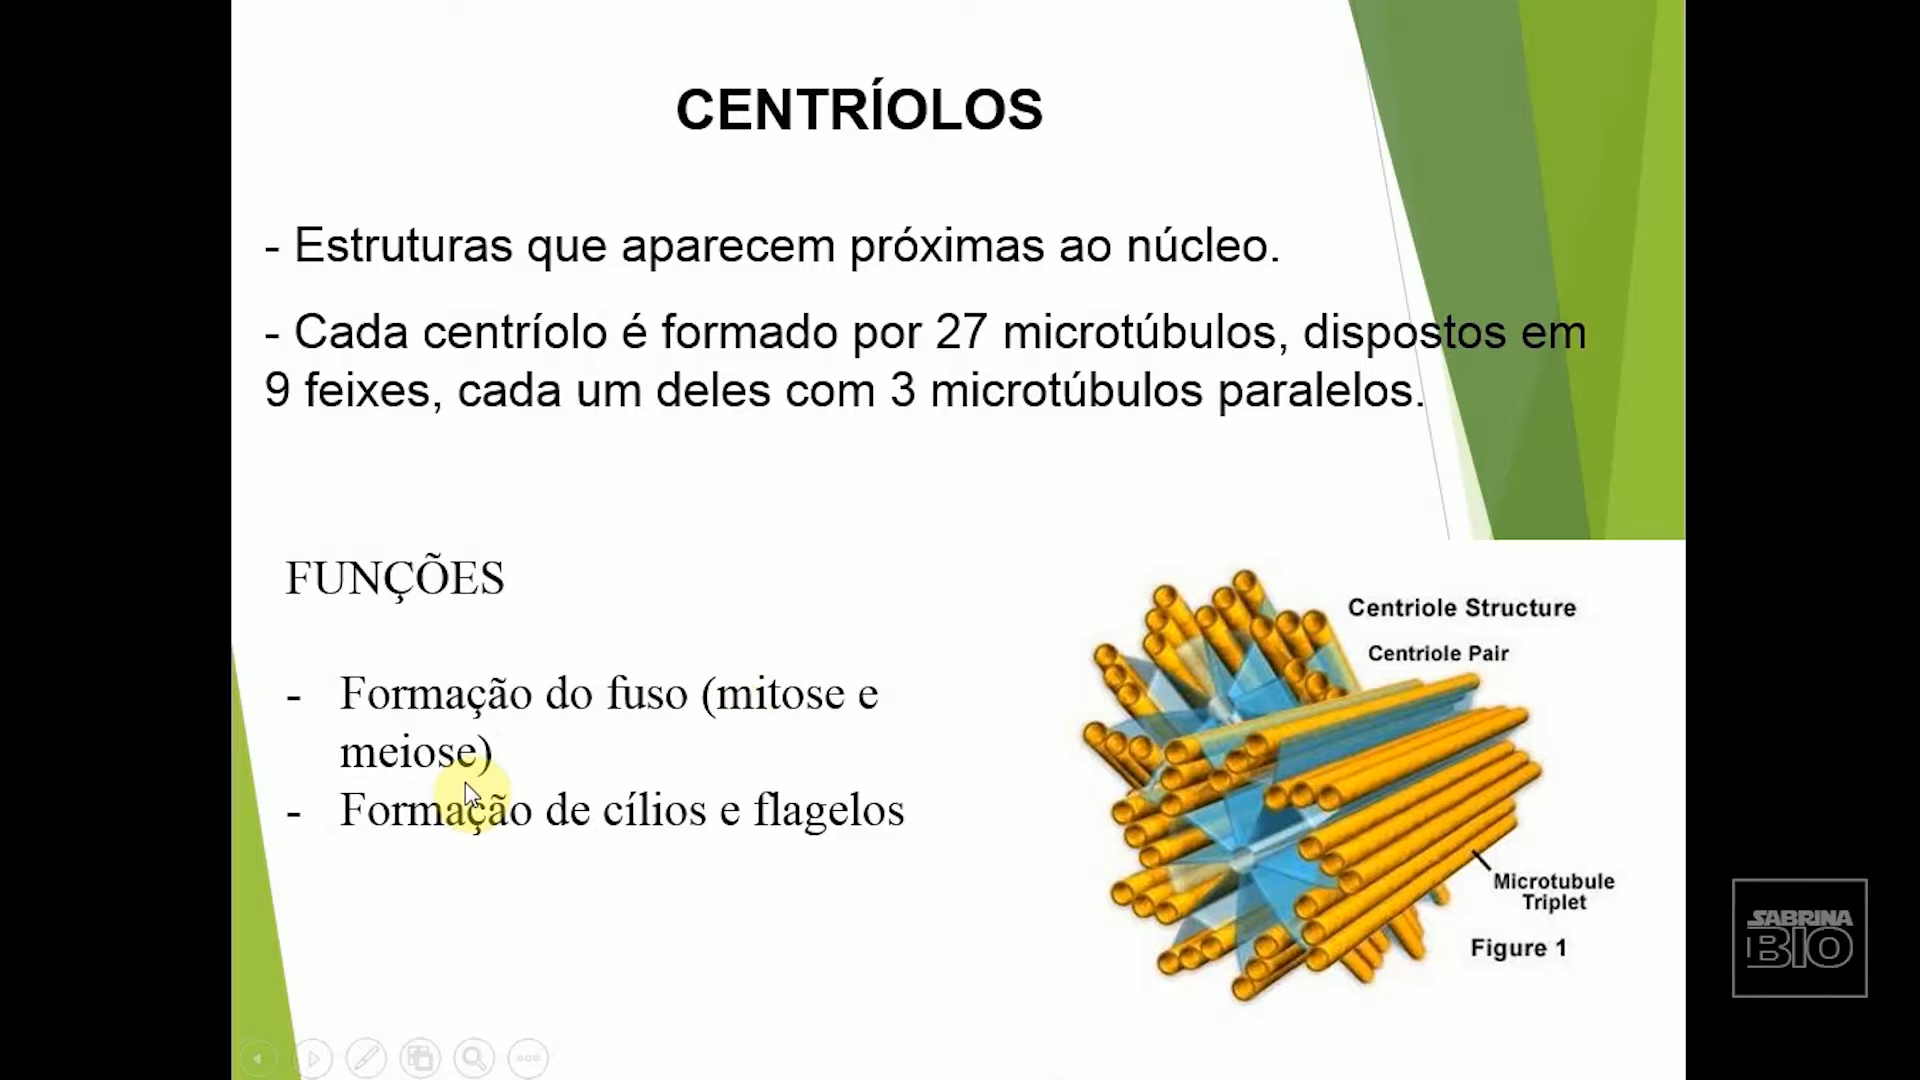 CENTRÍOLOS
- Estruturas que aparecem próximas ao núcleo.
- Cada centríolo é formado por 27 microtúbulos, dispostos em
9 feixes, cada um deles com 3 microtúbulos paralelos.
FUNÇÕES
- Formação do fuso (mitose e
meiose)
- Formação de cílios e flagelos
Centriole Structure
Centriole Pair
Microtubule
Triplet
Figure 1
SABRINA
BIO